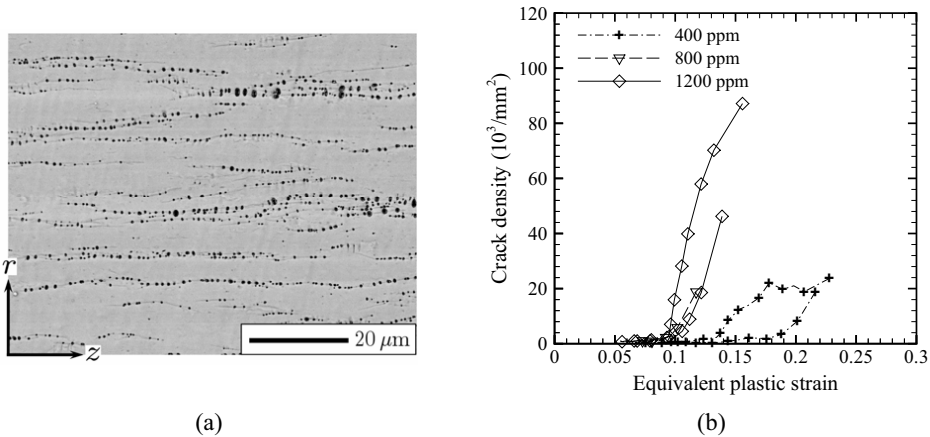 r
z
20 μm
(a)
120
100
80
60
40
20
0
Crack density (10³/mm²)
400 ppm
800 ppm
1200 ppm
0 0.05 0.1 0.15 0.2 0.25 0.3
Equivalent plastic strain
(b)